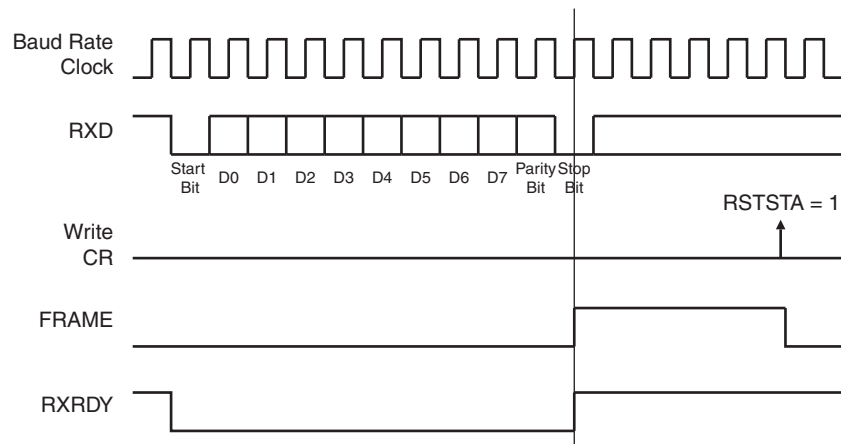 Baud Rate
Clock
RXD
Start
Bit
D0 D1 D2 D3 D4 D5 D6 D7
Parity
Bit
Stop
Bit
RSTSTA = 1
Write
CR
FRAME
RXRDY